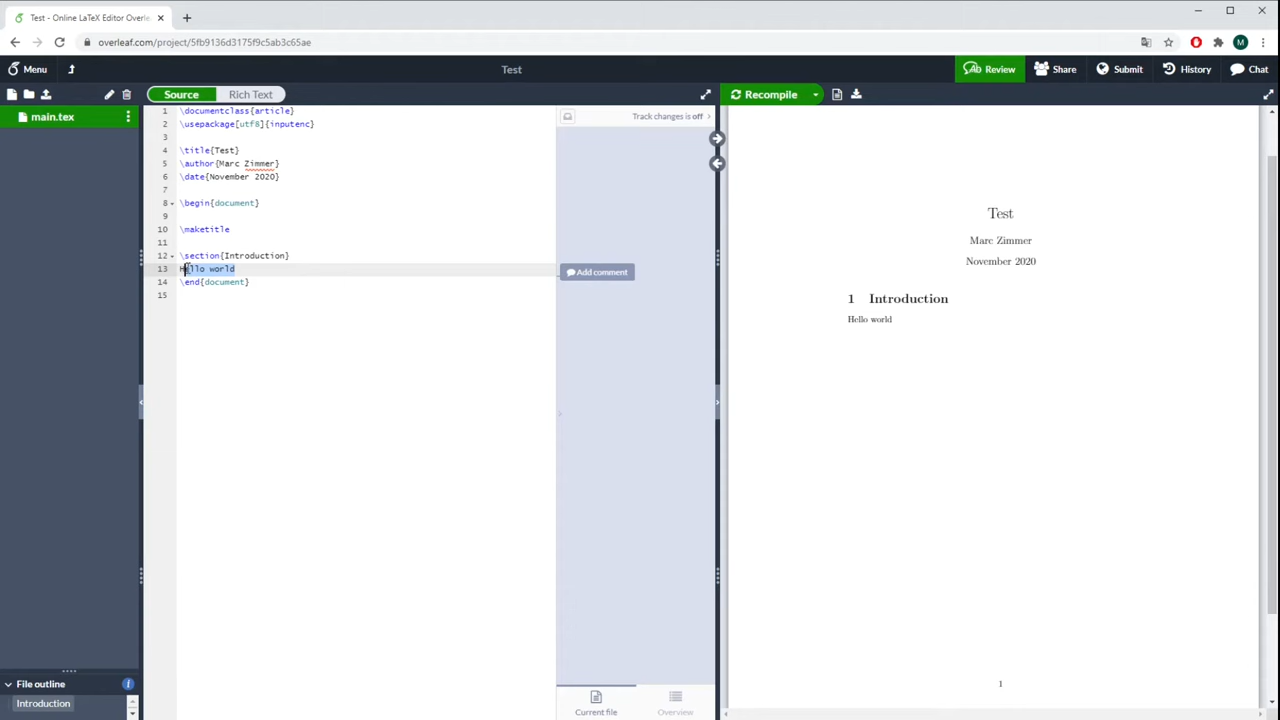 Test - Online LaTeX Editor Overle
overleaf.com/project/5fb9136d3175f9c5ab3c65ae
M
Menu
Test
Review
Share
Submit
History
Chat
Source
Rich Text
Recompile
main.tex
1 \documentclass{article}
2 \usepackage[utf8]{inputenc}
3
4 \title{Test}
5 \author{Marc Zimmer}
6 \date{November 2020}
7
8 \begin{document}
9
10 \maketitle
11
12 \section{Introduction}
13 Hello world
14 \end{document}
15
Track changes is off
Add comment
Current file
Overview
Test
Marc Zimmer
November 2020
1 Introduction
Hello world
1
File outline
Introduction